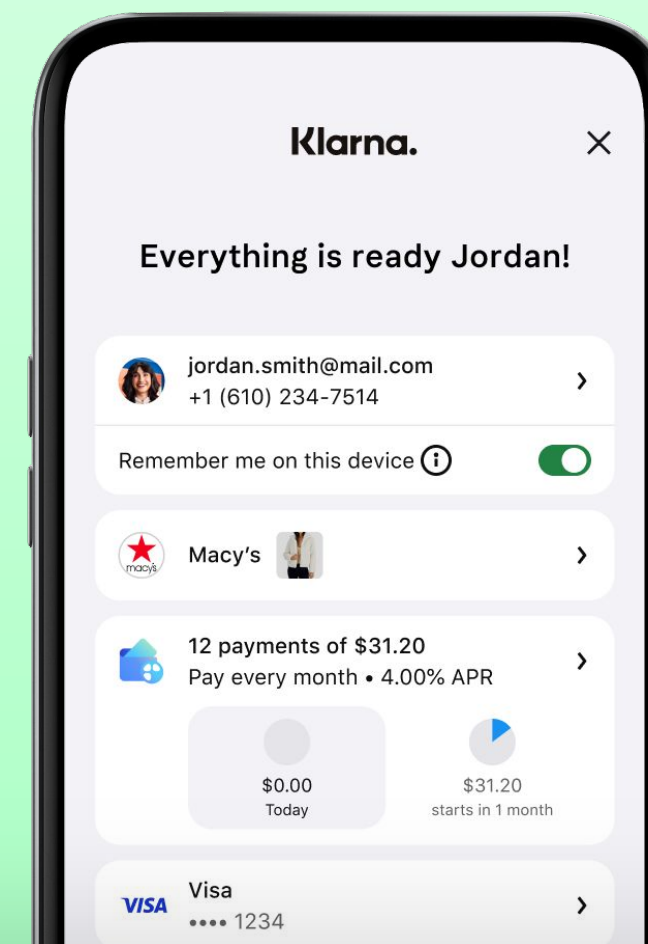 Klarna.
Everything is ready Jordan!
jordan.smith@mail.com
+1 (610) 234-7514
Remember me on this device
macy's
Macy's
12 payments of $31.20
Pay every month • 4.00% APR
$0.00
Today
$31.20
starts in 1 month
VISA
Visa
•••• 1234